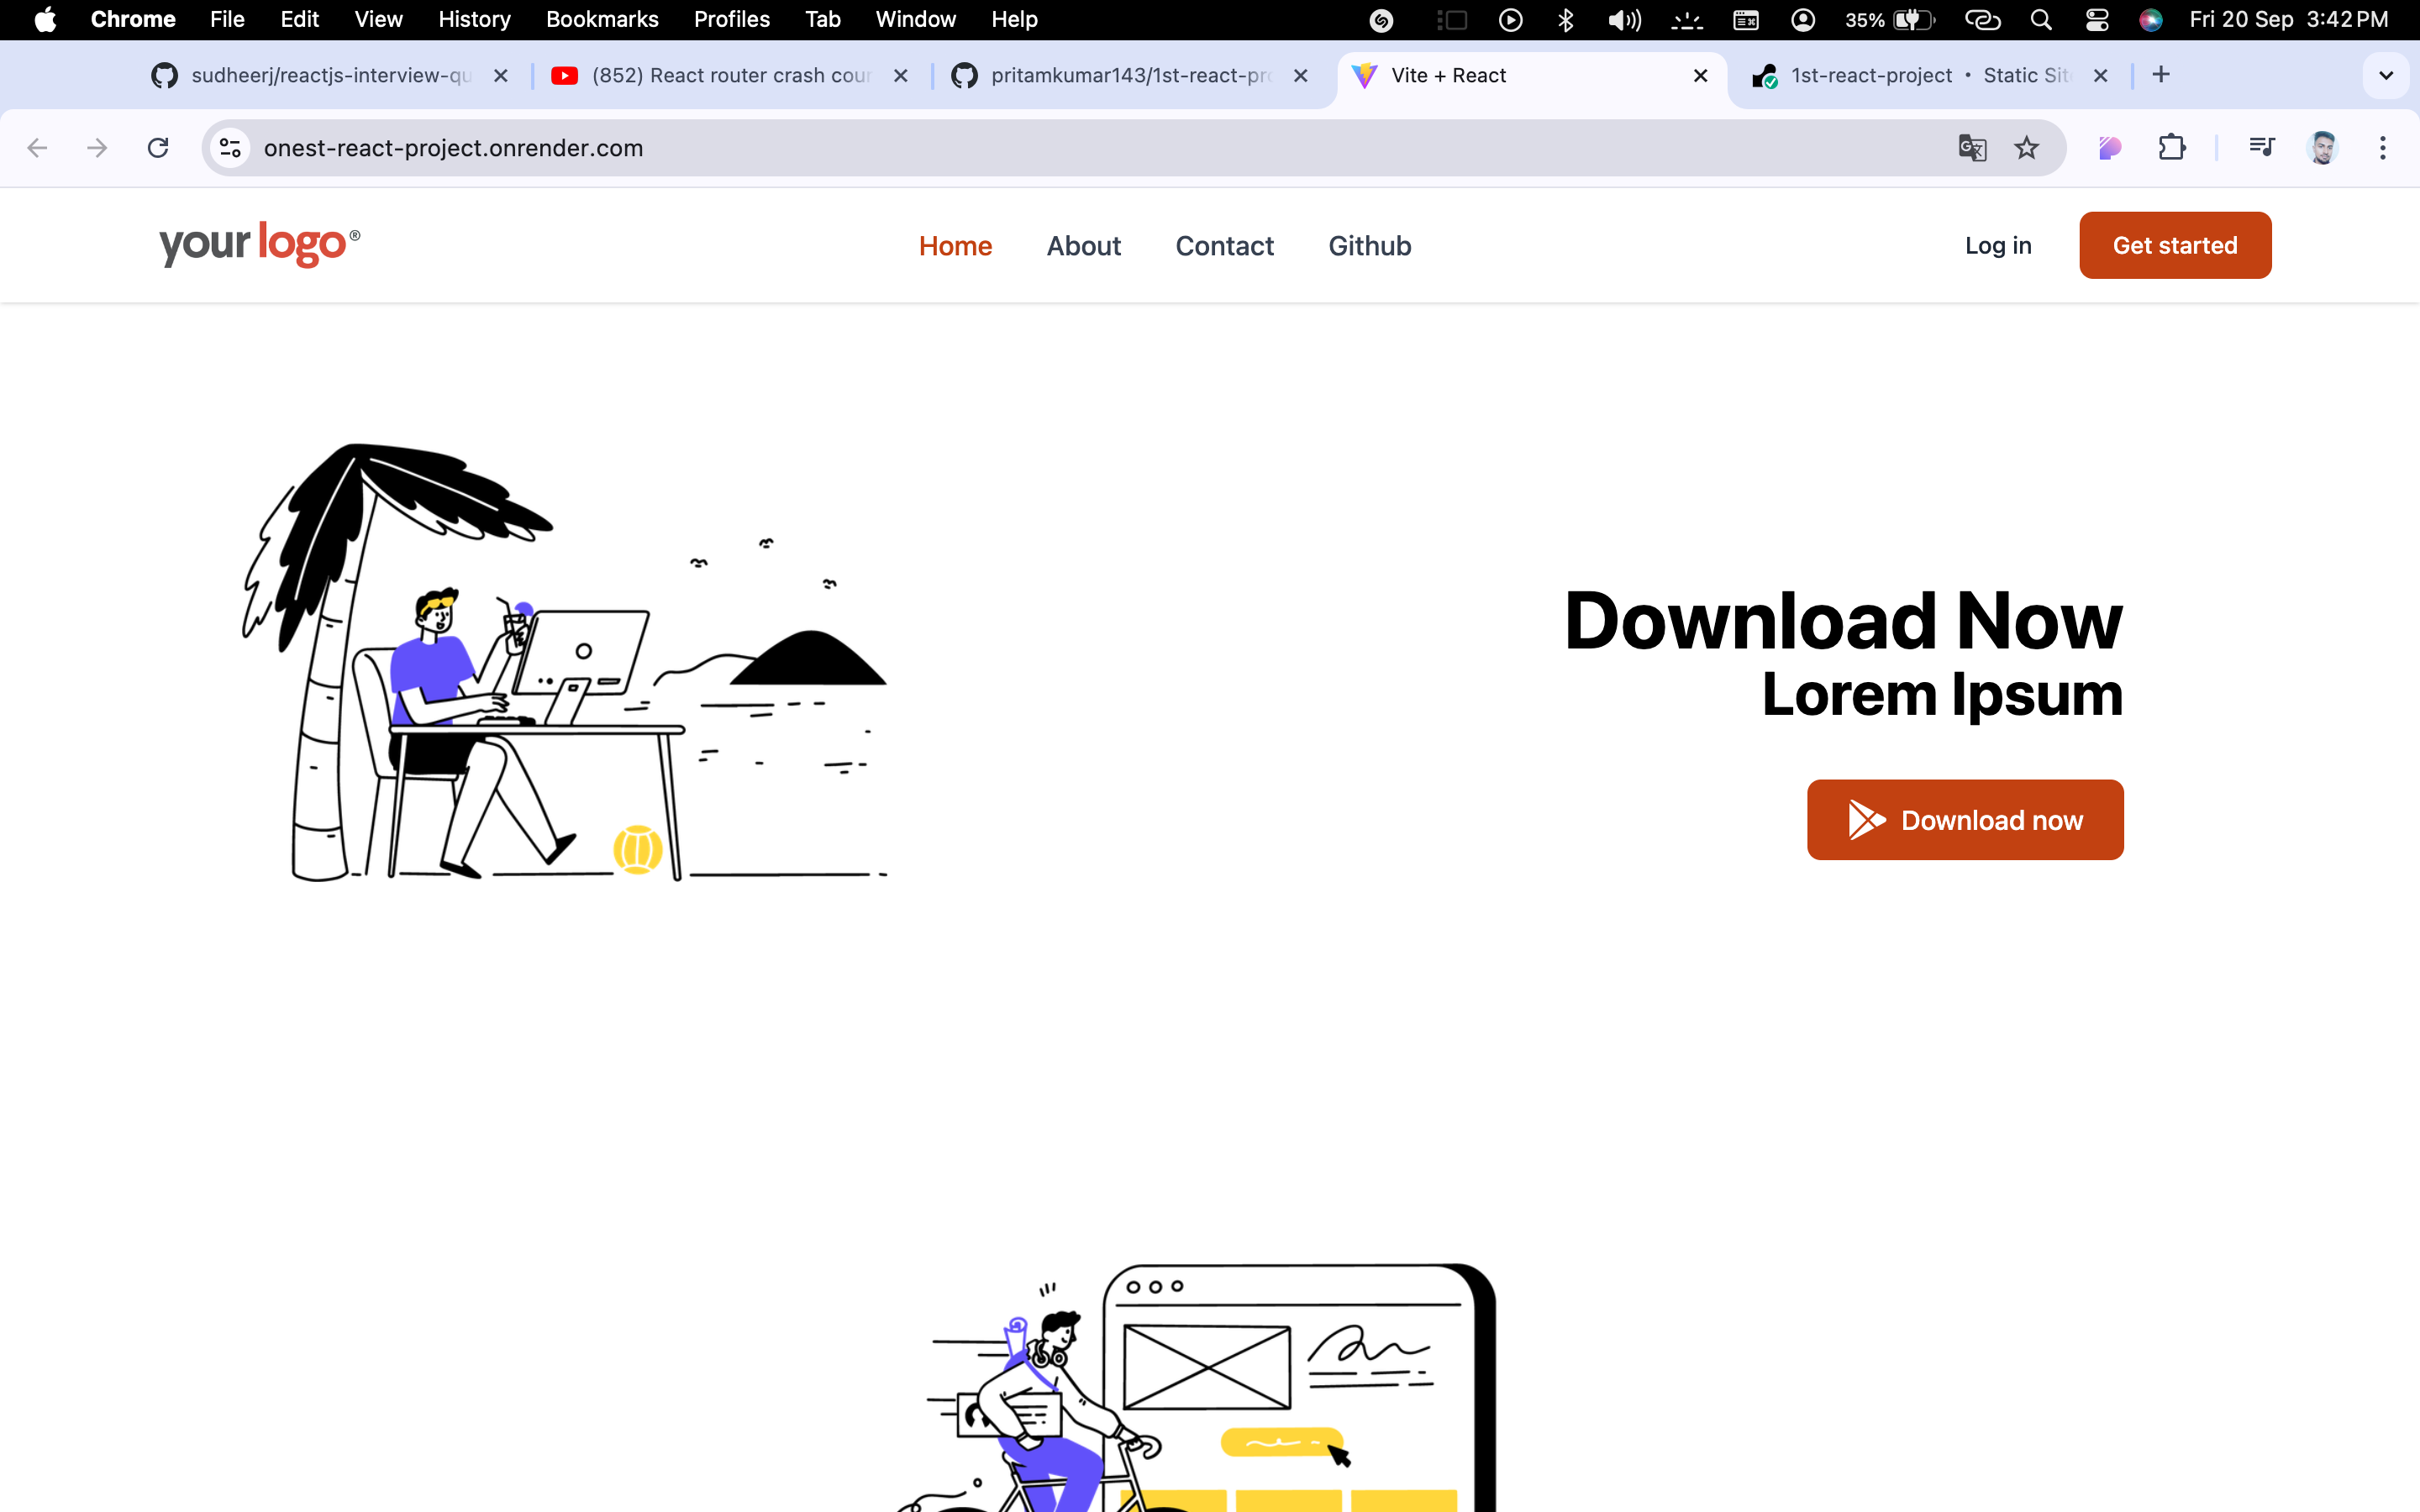 Chrome File Edit View History Bookmarks Profiles Tab Window Help 35% Fri 20 Sep 3:42 PM
sudheerj/reactjs-interview-qu (852) React router crash cour pritamkumar143/1st-react-pro Vite + React 1st-react-project • Static Sit
onest-react-project.onrender.com
your logo® Home About Contact Github Log in Get started
Download Now
Lorem Ipsum
Download now